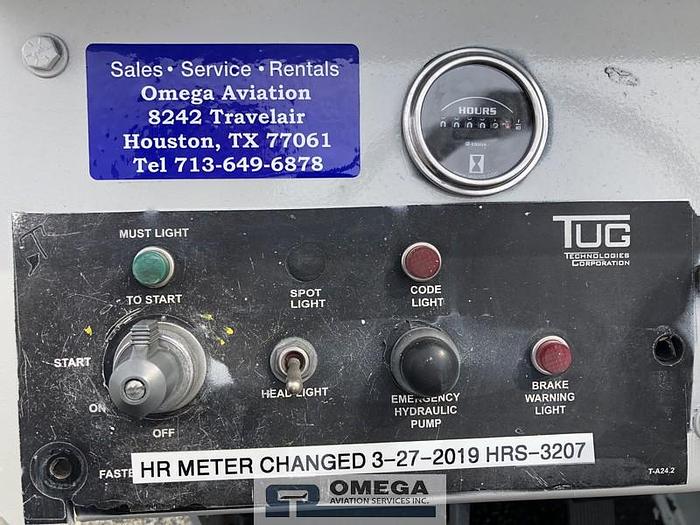 Sales • Service • Rentals
Omega Aviation
8242 Travelair
Houston, TX 77061
Tel 713-649-6878
HOURS
MUST LIGHT
TO START
SPOT
LIGHT
CODE
LIGHT
TUG
TECHNOLOGIES
CORPORATION
START
ON
OFF
HEAD LIGHT
EMERGENCY
HYDRAULIC
PUMP
BRAKE
WARNING
LIGHT
HR METER CHANGED 3-27-2019 HRS-3207
T-A24.2
OMEGA
AVIATION SERVICES INC.